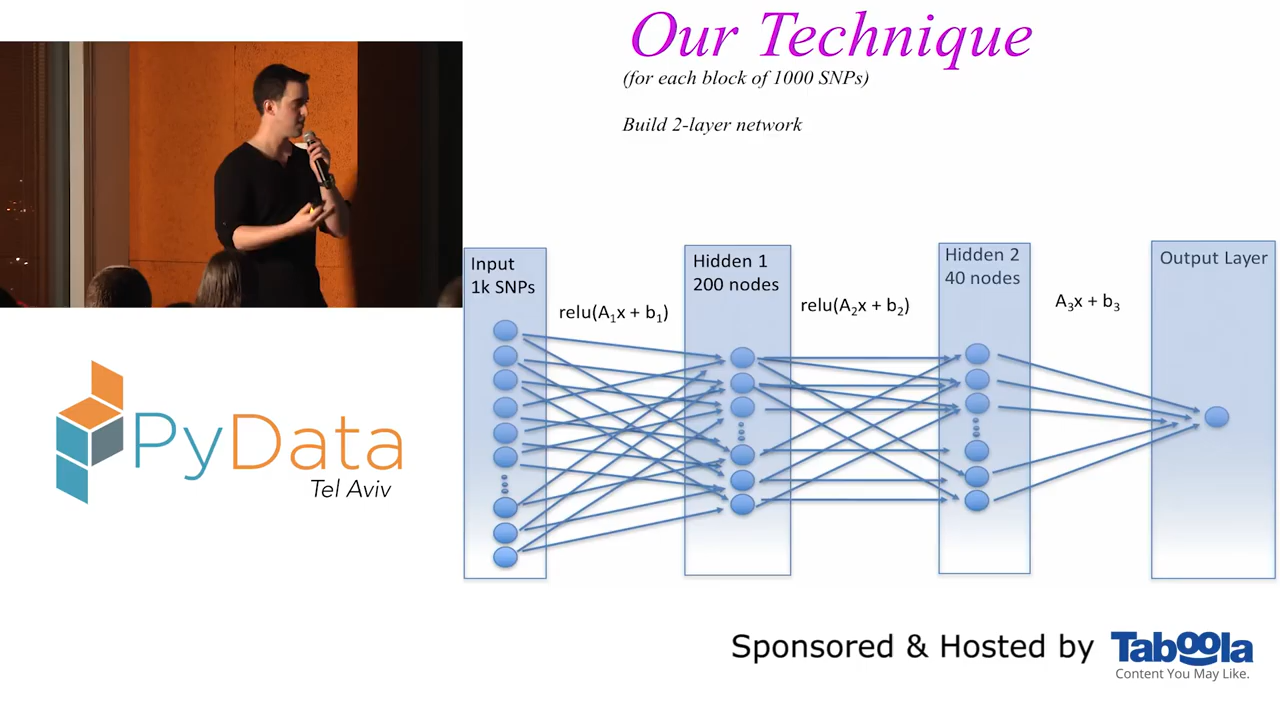 Our Technique
(for each block of 1000 SNPs)
Build 2-layer network
Input
1k SNPs
relu(A₁x + b₁)
Hidden 1
200 nodes
relu(A₂x + b₂)
Hidden 2
40 nodes
A₃x + b₃
Output Layer
PyData
Tel Aviv
Sponsored & Hosted by
Taboola
Content You May Like.